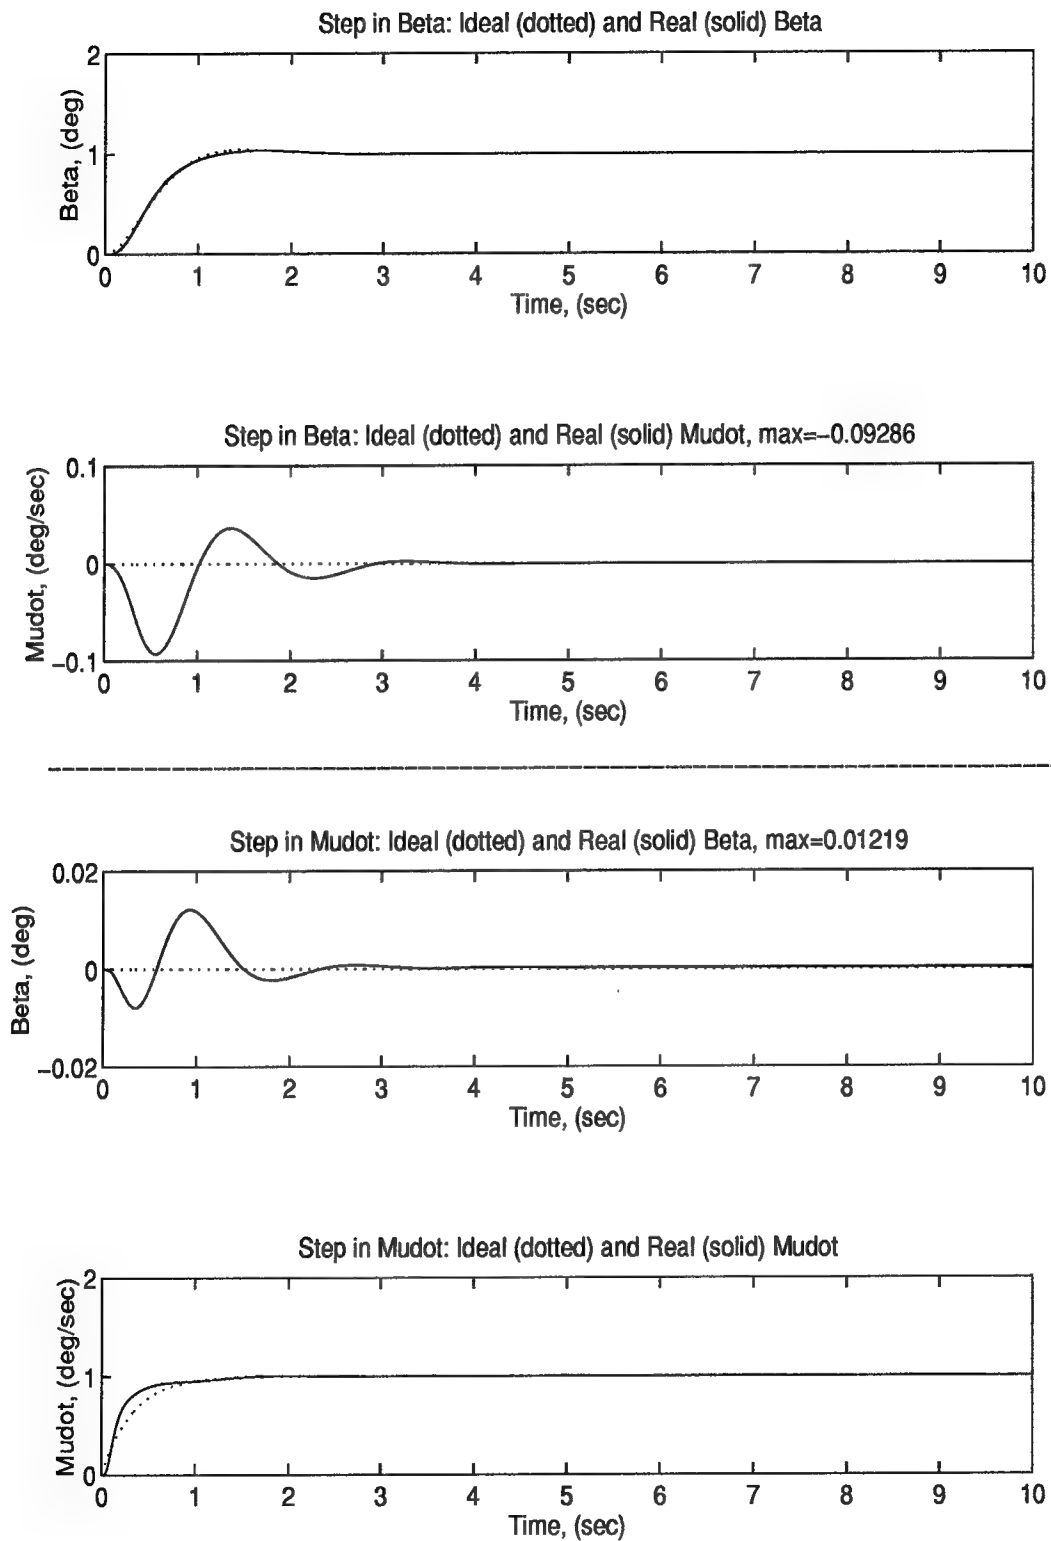 Step in Beta: Ideal (dotted) and Real (solid) Beta
2
1
0
Beta, (deg)
0 1 2 3 4 5 6 7 8 9 10
Time, (sec)
Step in Beta: Ideal (dotted) and Real (solid) Mudot, max=−0.09286
0.1
0
−0.1
Mudot, (deg/sec)
0 1 2 3 4 5 6 7 8 9 10
Time, (sec)
Step in Mudot: Ideal (dotted) and Real (solid) Beta, max=0.01219
0.02
0
−0.02
Beta, (deg)
0 1 2 3 4 5 6 7 8 9 10
Time, (sec)
Step in Mudot: Ideal (dotted) and Real (solid) Mudot
2
1
0
Mudot, (deg/sec)
0 1 2 3 4 5 6 7 8 9 10
Time, (sec)